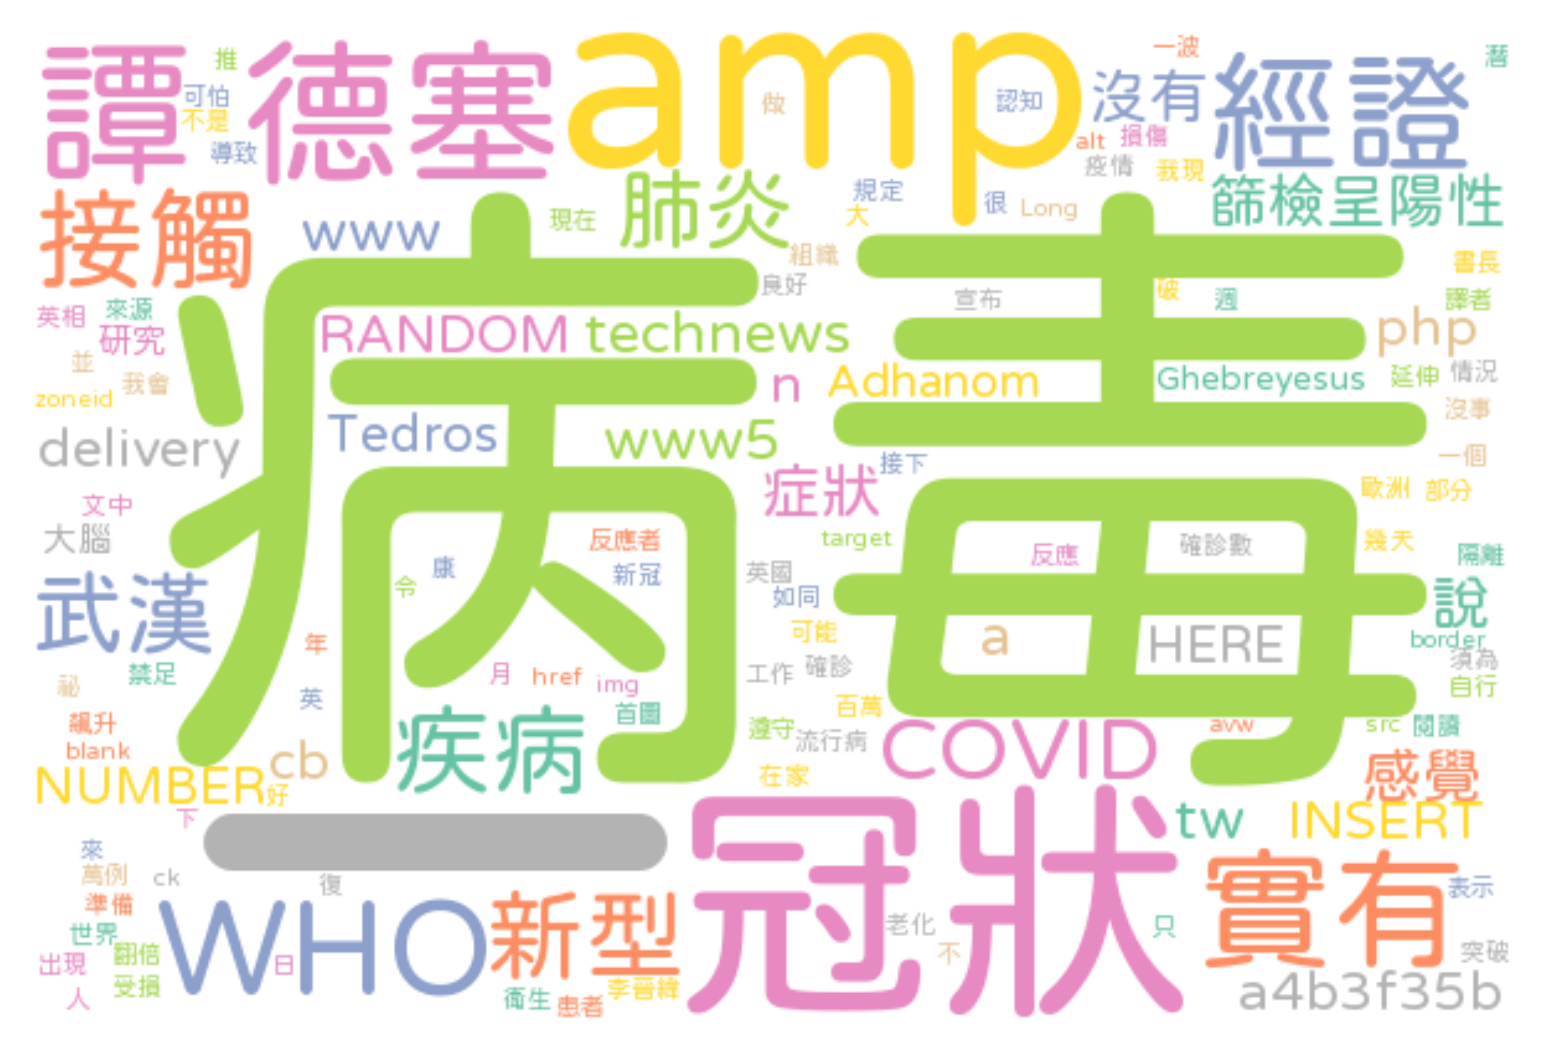 譚德塞
amp
經證
病毒
推
可怕
不是
導致
做
認知
一波
沒有
alt
損傷
疫情
我現
潛
接觸
www
現在
肺炎
規定
大
很
Long
篩檢呈陽性
組織
良好
宣布
破
週
書長
譯者
英相
來源
研究
並
我會
zoneid
RANDOM
technews
n
Adhanom
Ghebreyesus
php
延伸
情況
沒事
delivery
Tedros
www5
症狀
接下
一個
歐洲
部分
文中
大腦
target
反應者
新冠
康
令
英國
如同
反應
確診數
幾天
隔離
武漢
年
可能
a
HERE
說
border
須為
自行
祕
禁足
英
月
href
img
工作
確診
百萬
飆升
blank
首圖
遵守
流行病
avw
src
閱讀
疾病
COVID
在家
感覺
NUMBER
cb
好
下
一
冠狀
tw
INSERT
來
萬例
ck
準備
復
實有
表示
世界
翻倍
出現
受損
人
WHO
日
新型
衛生
患者
李晉緯
老化
不
只
突破
a4b3f35b